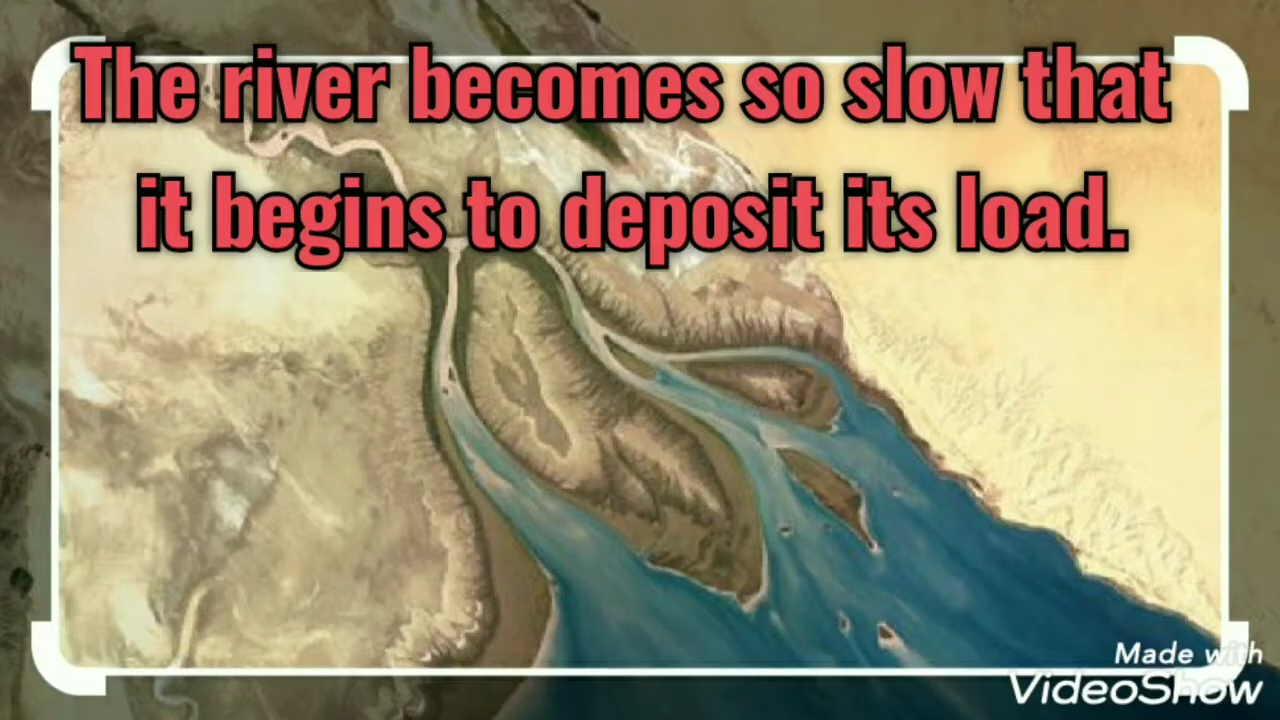 The river becomes so slow that
it begins to deposit its load.
Made with
VideoShow